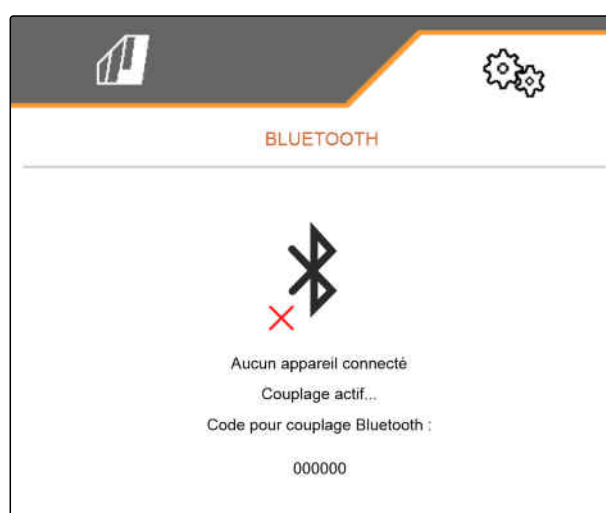 BLUETOOTH
Aucun appareil connecté
Couplage actif...
Code pour couplage Bluetooth :
000000